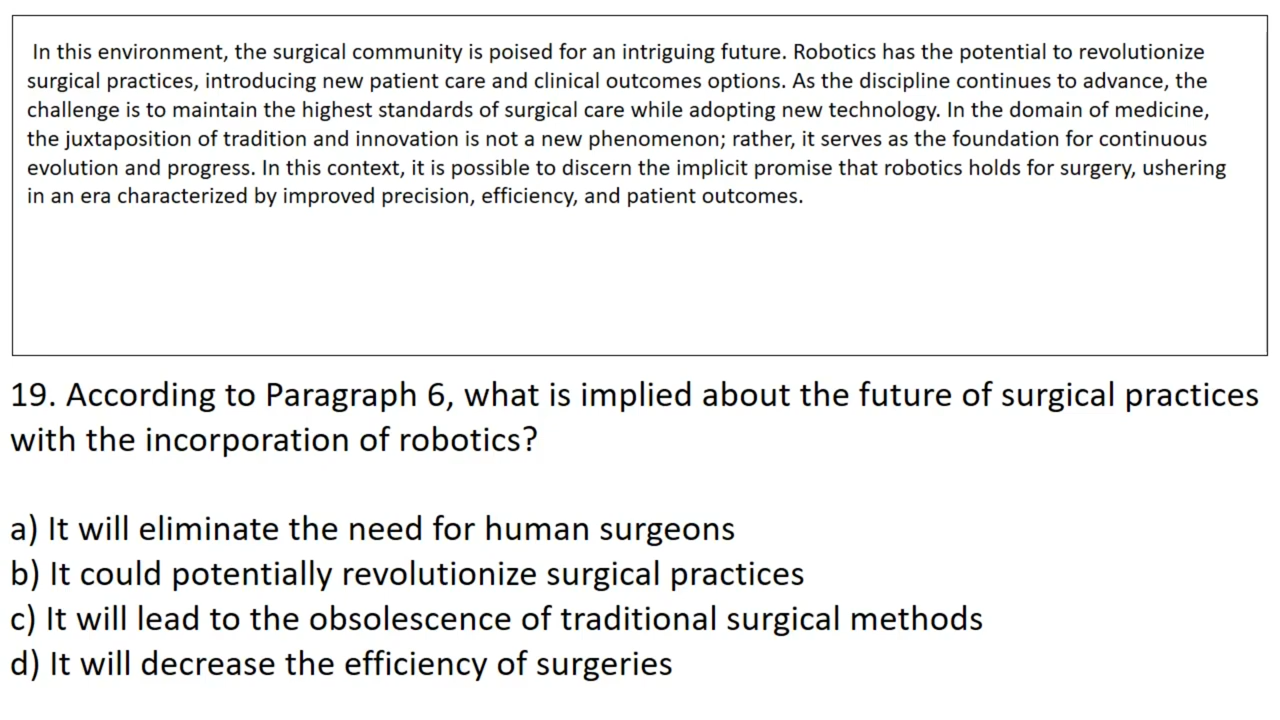 In this environment, the surgical community is poised for an intriguing future. Robotics has the potential to revolutionize
surgical practices, introducing new patient care and clinical outcomes options. As the discipline continues to advance, the
challenge is to maintain the highest standards of surgical care while adopting new technology. In the domain of medicine,
the juxtaposition of tradition and innovation is not a new phenomenon; rather, it serves as the foundation for continuous
evolution and progress. In this context, it is possible to discern the implicit promise that robotics holds for surgery, ushering
in an era characterized by improved precision, efficiency, and patient outcomes.
19. According to Paragraph 6, what is implied about the future of surgical practices
with the incorporation of robotics?
a) It will eliminate the need for human surgeons
b) It could potentially revolutionize surgical practices
c) It will lead to the obsolescence of traditional surgical methods
d) It will decrease the efficiency of surgeries